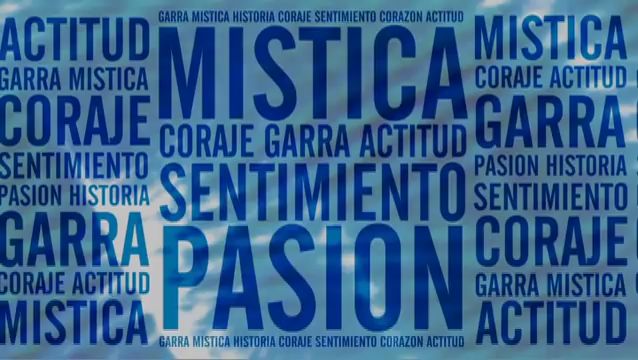 ACTITUD
GARRA MISTICA
CORAJE
SENTIMIENTO
PASION HISTORIA
GARRA
CORAJE ACTITUD
MISTICA
GARRA MISTICA HISTORIA CORAJE SENTIMIENTO CORAZON ACTITUD
MISTICA
CORAJE GARRA ACTITUD
SENTIMIENTO
PASION
GARRA MISTICA HISTORIA CORAJE SENTIMIENTO CORAZON ACTITUD
MISTICA
CORAJE ACTITUD
GARRA
PASION HISTORIA
SENTIMIENTO
CORAJE
GARRA MISTICA
ACTITUD